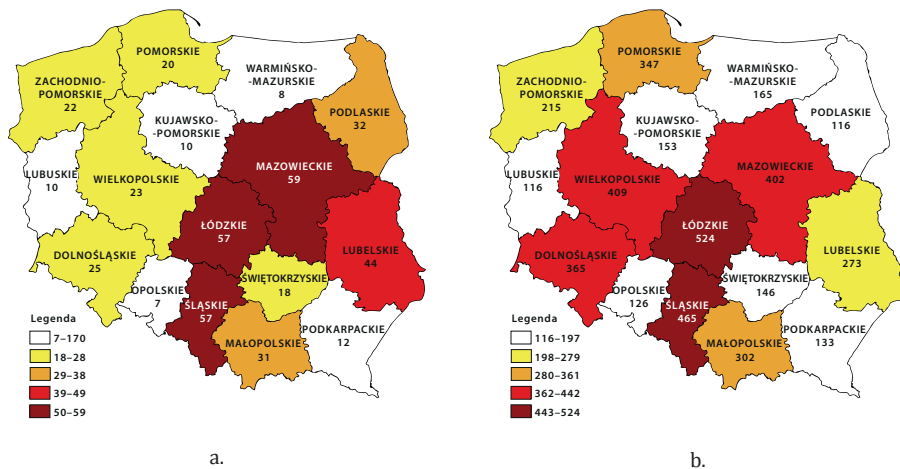 POMORSKIE
20
ZACHODNIO-
POMORSKIE
22
WARMIŃSKO-
-MAZURSKIE
8
PODLASKIE
32
KUJAWSKO-
-POMORSKIE
10
MAZOWIECKIE
59
LUBUSKIE
10
WIELKOPOLSKIE
23
ŁÓDZKIE
57
LUBELSKIE
44
DOLNOŚLĄSKIE
25
OPOLSKIE
7
ŚLĄSKIE
57
ŚWIĘTOKRZYSKIE
18
MAŁOPOLSKIE
31
PODKARPACKIE
12
Legenda
7–170
18–28
29–38
39–49
50–59
a.
POMORSKIE
347
ZACHODNIO-
POMORSKIE
215
WARMIŃSKO-
-MAZURSKIE
165
PODLASKIE
116
KUJAWSKO-
-POMORSKIE
153
MAZOWIECKIE
402
LUBUSKIE
116
WIELKOPOLSKIE
409
ŁÓDZKIE
524
LUBELSKIE
273
DOLNOŚLĄSKIE
365
OPOLSKIE
126
ŚLĄSKIE
465
ŚWIĘTOKRZYSKIE
146
MAŁOPOLSKIE
302
PODKARPACKIE
133
Legenda
116–197
198–279
280–361
362–442
443–524
b.